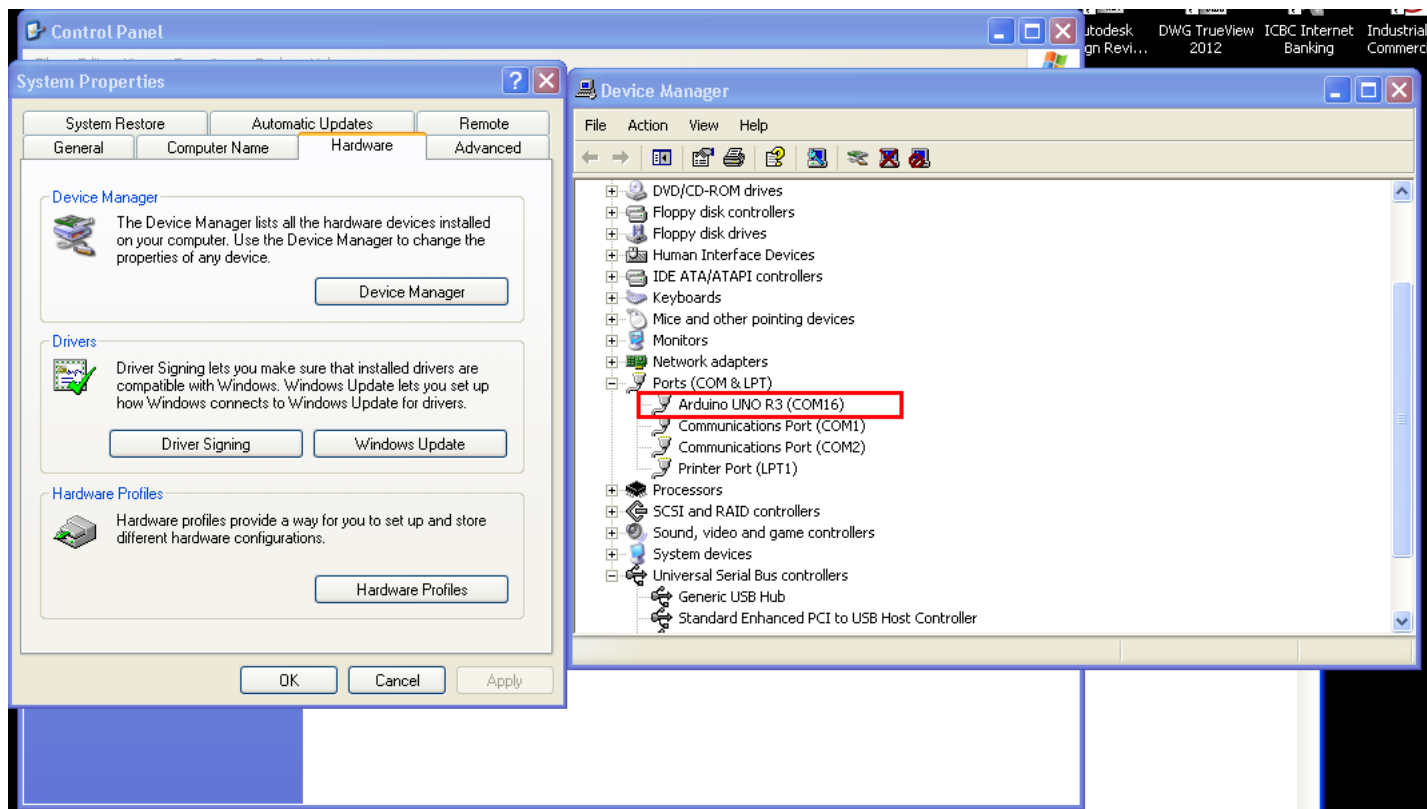 Control Panel
System Properties
System Restore
Automatic Updates
Remote
General
Computer Name
Hardware
Advanced
Device Manager
The Device Manager lists all the hardware devices installed
on your computer. Use the Device Manager to change the
properties of any device.
Device Manager
Drivers
Driver Signing lets you make sure that installed drivers are
compatible with Windows. Windows Update lets you set up
how Windows connects to Windows Update for drivers.
Driver Signing
Windows Update
Hardware Profiles
Hardware profiles provide a way for you to set up and store
different hardware configurations.
Hardware Profiles
OK
Cancel
Apply
Device Manager
File Action View Help
DVD/CD-ROM drives
Floppy disk controllers
Floppy disk drives
Human Interface Devices
IDE ATA/ATAPI controllers
Keyboards
Mice and other pointing devices
Monitors
Network adapters
Ports (COM & LPT)
Arduino UNO R3 (COM16)
Communications Port (COM1)
Communications Port (COM2)
Printer Port (LPT1)
Processors
SCSI and RAID controllers
Sound, video and game controllers
System devices
Universal Serial Bus controllers
Generic USB Hub
Standard Enhanced PCI to USB Host Controller
utodesk
gn Revi...
DWG TrueView
2012
ICBC Internet
Banking
Industrial
Commerc